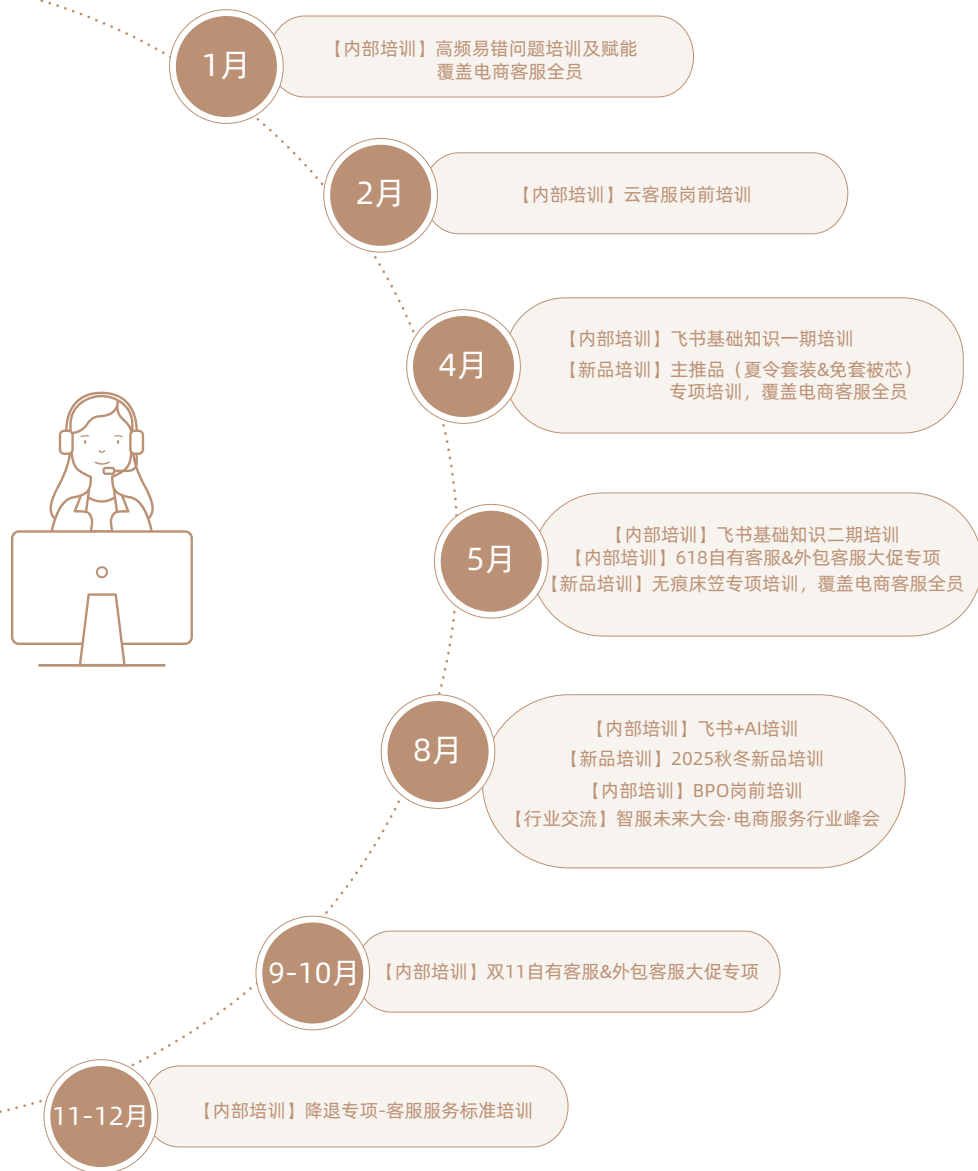 1月
【内部培训】高频易错问题培训及赋能
覆盖电商客服全员
2月
【内部培训】云客服岗前培训
4月
【内部培训】飞书基础知识一期培训
【新品培训】主推品（夏令套装&免套被芯）
专项培训，覆盖电商客服全员
5月
【内部培训】飞书基础知识二期培训
【内部培训】618自有客服&外包客服大促专项
【新品培训】无痕床笠专项培训，覆盖电商客服全员
8月
【内部培训】飞书+AI培训
【新品培训】2025秋冬新品培训
【内部培训】BPO岗前培训
【行业交流】智服未来大会·电商服务行业峰会
9-10月
【内部培训】双11自有客服&外包客服大促专项
11-12月
【内部培训】降退专项-客服服务标准培训